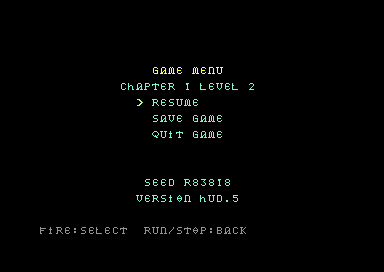 GAME MENU
CHAPTER 1 LEVEL 2
> RESUME
SAVE GAME
QUIT GAME
SEED R83818
VERSION HUD.5
FIRE:SELECT RUN/STOP:BACK